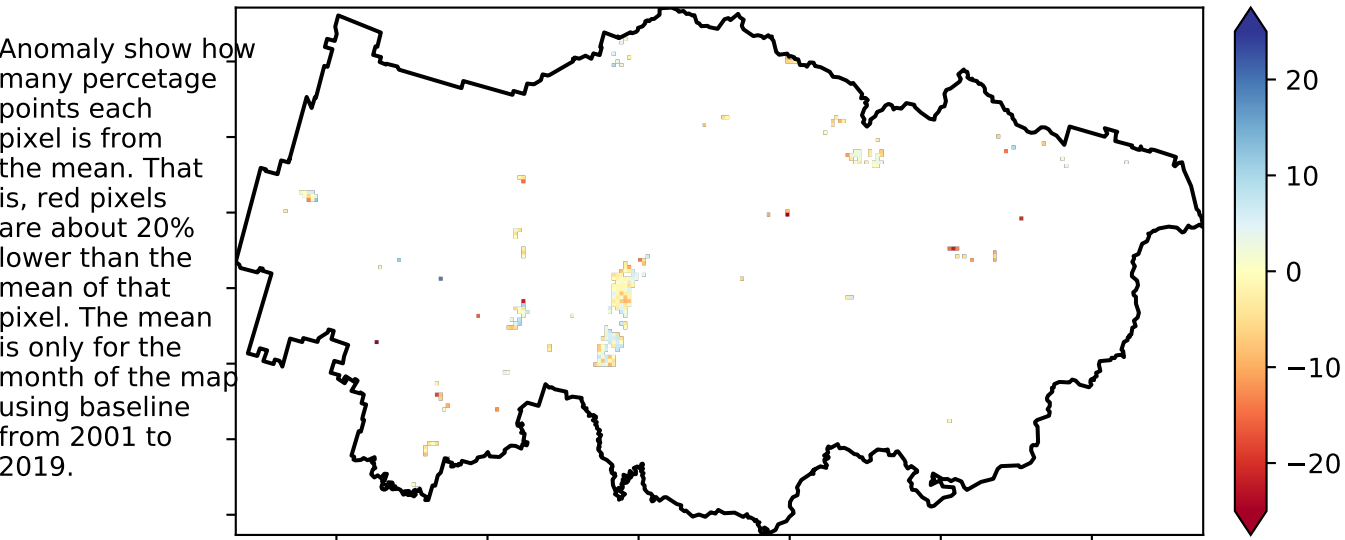 Anomaly show how
many percetage
points each
pixel is from
the mean. That
is, red pixels
are about 20%
lower than the
mean of that
pixel. The mean
is only for the
month of the map
using baseline
from 2001 to
2019.
20
10
0
−10
−20